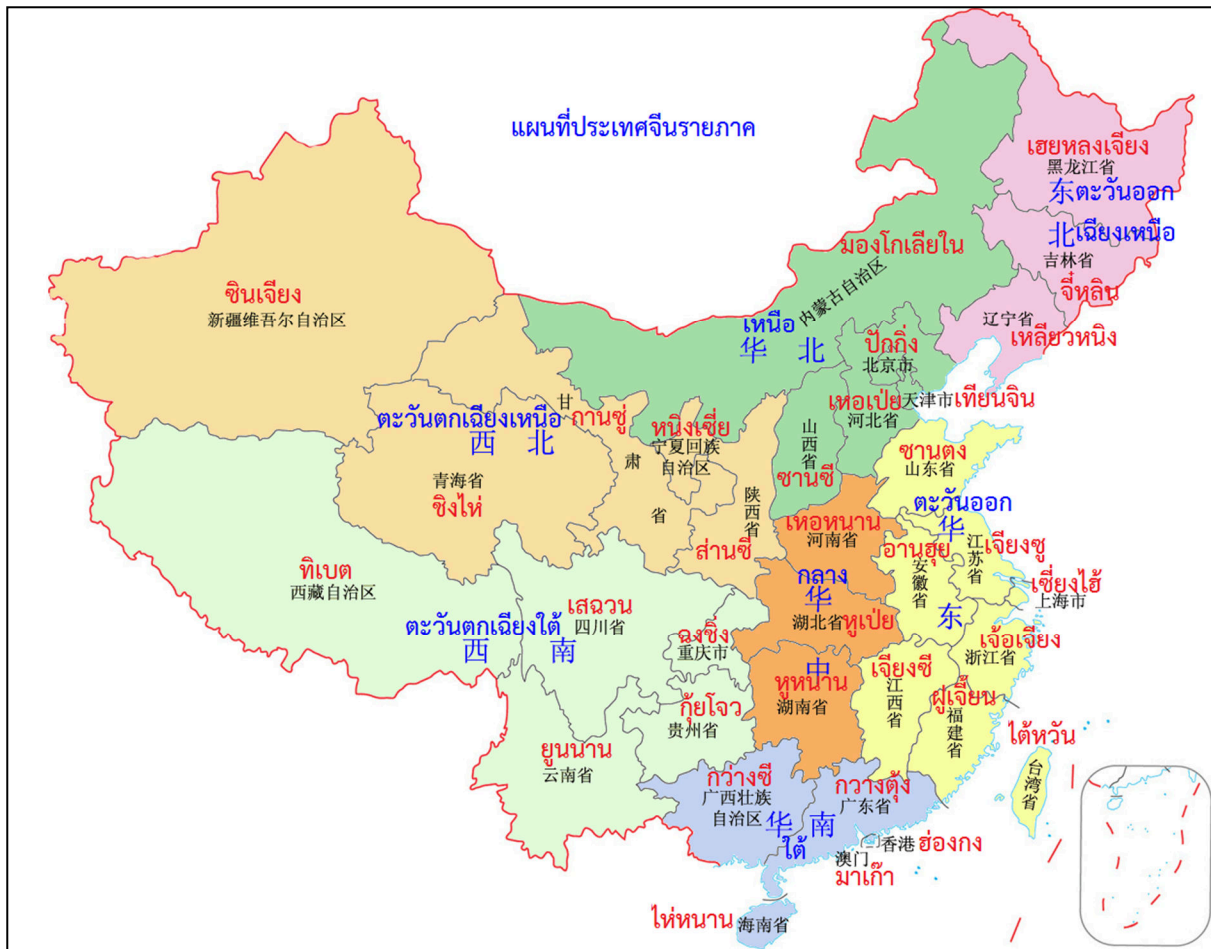 แผนที่ประเทศจีนรายภาค
เฮยหลงเจียง
黑龙江省
东ตะวันออก
北เฉียงเหนือ
吉林省
จี๋หลิน
辽宁省
เหลียวหนิง
มองโกเลียใน
内蒙古自治区
เหนือ
华 北
ปักกิ่ง
北京市
天津市เทียนจิน
เหอเป่ย
河北省
山西省
ซานซี
ซินเจียง
新疆维吾尔自治区
ตะวันตกเฉียงเหนือ
西 北
甘肃省
กานซู่
หนิงเซี่ย
宁夏回族
自治区
青海省
ชิงไห่
陕西省
ส่านซี
ซานตง
山东省
ตะวันออก
华东
เหอหนาน
河南省
อานฮุย
安徽省
เจียงซู
江苏省
เซี่ยงไฮ้
上海市
กลาง
华中
湖北省หูเป่ย
เจ้อเจียง
浙江省
ทิเบต
西藏自治区
ตะวันตกเฉียงใต้
西 南
เสฉวน
四川省
ฉงชิ่ง
重庆市
หูหนาน
湖南省
เจียงซี
江西省
ฝูเจี้ยน
福建省
กุ้ยโจว
贵州省
ยูนนาน
云南省
ไต้หวัน
台湾省
กว่างซี
广西壮族
自治区
กวางตุ้ง
广东省
华 南
ใต้
香港ฮ่องกง
澳门
มาเก๊า
ไห่หนาน
海南省